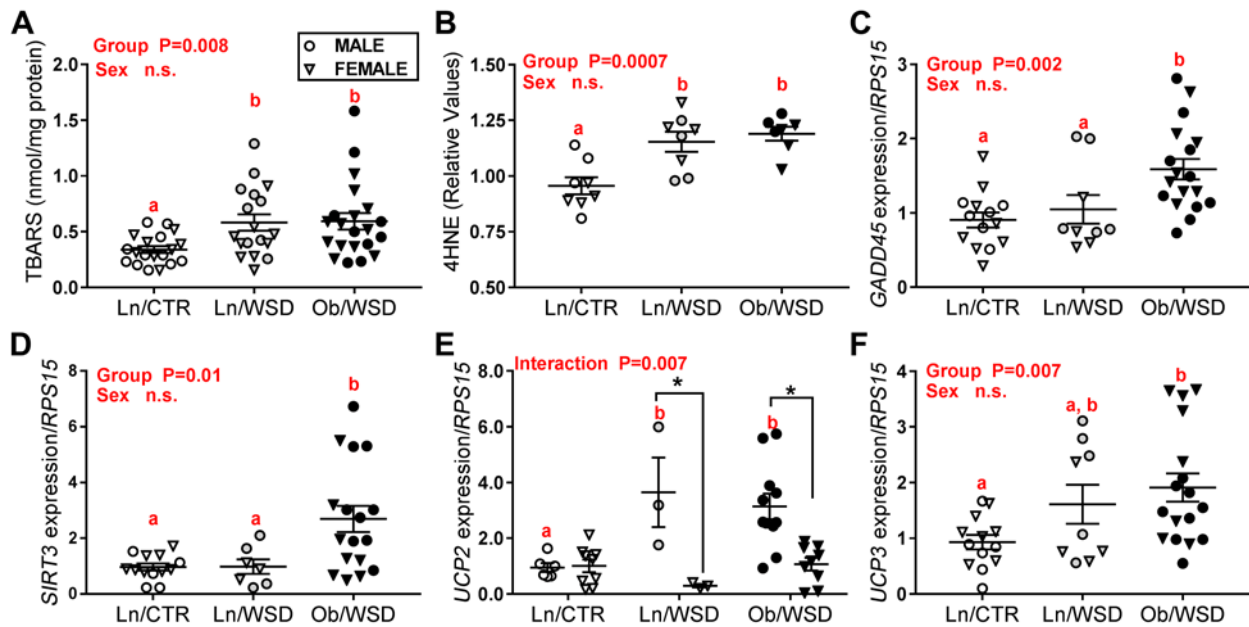 A
Group P=0.008
Sex n.s.
MALE
FEMALE
TBARS (nmol/mg protein)
2.0
1.5
1.0
0.5
0.0
a
b
b
Ln/CTR
Ln/WSD
Ob/WSD
B
Group P=0.0007
Sex n.s.
4HNE (Relative Values)
1.50
1.25
1.00
0.75
0.50
a
b
b
Ln/CTR
Ln/WSD
Ob/WSD
C
Group P=0.002
Sex n.s.
GADD45 expression/RPS15
3
2
1
0
a
a
b
Ln/CTR
Ln/WSD
Ob/WSD
D
Group P=0.01
Sex n.s.
SIRT3 expression/RPS15
8
6
4
2
0
a
a
b
Ln/CTR
Ln/WSD
Ob/WSD
E
Interaction P=0.007
UCP2 expression/RPS15
8.0
6.0
4.0
2.0
0.0
a
b
*
b
*
Ln/CTR
Ln/WSD
Ob/WSD
F
Group P=0.007
Sex n.s.
UCP3 expression/RPS15
4
3
2
1
0
a
a, b
b
Ln/CTR
Ln/WSD
Ob/WSD